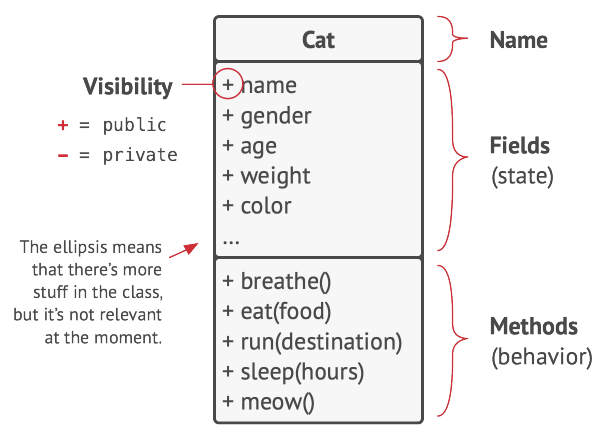 Cat
Name
Visibility
+ = public
– = private
+ name
+ gender
+ age
+ weight
+ color
...
Fields
(state)
The ellipsis means
that there’s more
stuff in the class,
but it’s not relevant
at the moment.
+ breathe()
+ eat(food)
+ run(destination)
+ sleep(hours)
+ meow()
Methods
(behavior)